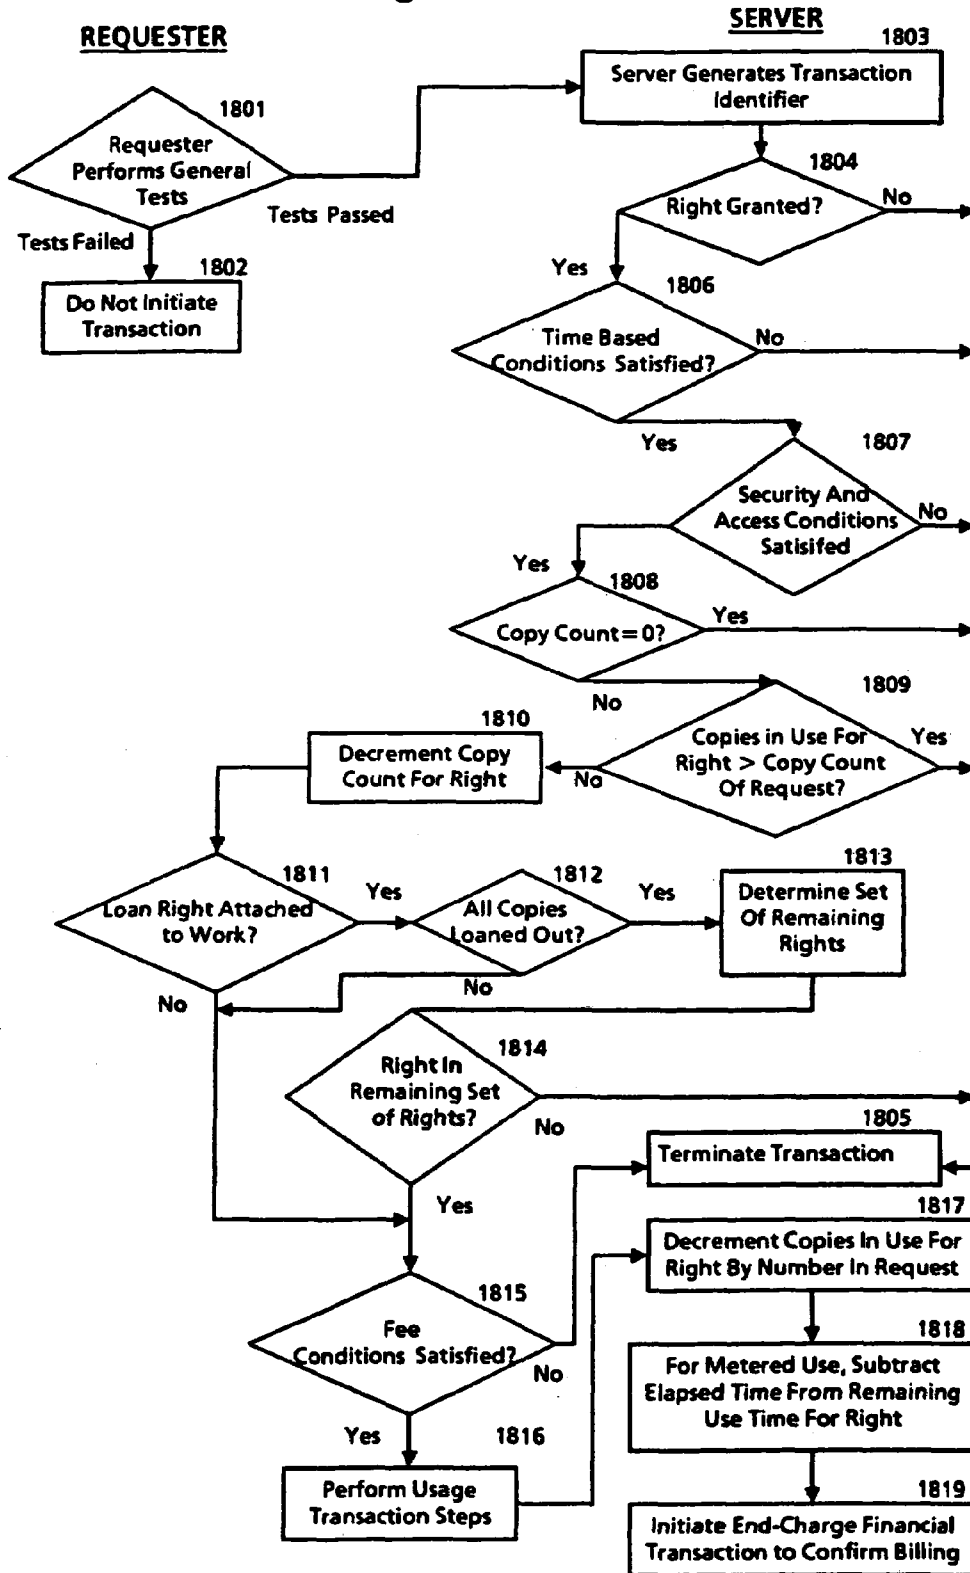 REQUESTER
SERVER
1803
Server Generates Transaction
Identifier
1801
Requester
Performs General
Tests
Tests Passed
Tests Failed
1804
Right Granted?
No
Yes
1802
Do Not Initiate
Transaction
1806
Time Based
Conditions Satisfied?
No
Yes
1807
Security And
Access Conditions
Satisifed
No
Yes
1808
Copy Count = 0?
Yes
No
1809
Copies in Use For
Right > Copy Count
Of Request?
Yes
No
1810
Decrement Copy
Count For Right
1811
Loan Right Attached
to Work?
Yes
No
1812
All Copies
Loaned Out?
Yes
No
1813
Determine Set
Of Remaining
Rights
1814
Right In
Remaining Set
of Rights?
No
Yes
1805
Terminate Transaction
1817
Decrement Copies In Use For
Right By Number In Request
1815
Fee
Conditions Satisfied?
No
Yes
1818
For Metered Use, Subtract
Elapsed Time From Remaining
Use Time For Right
1816
Perform Usage
Transaction Steps
1819
Initiate End-Charge Financial
Transaction to Confirm Billing